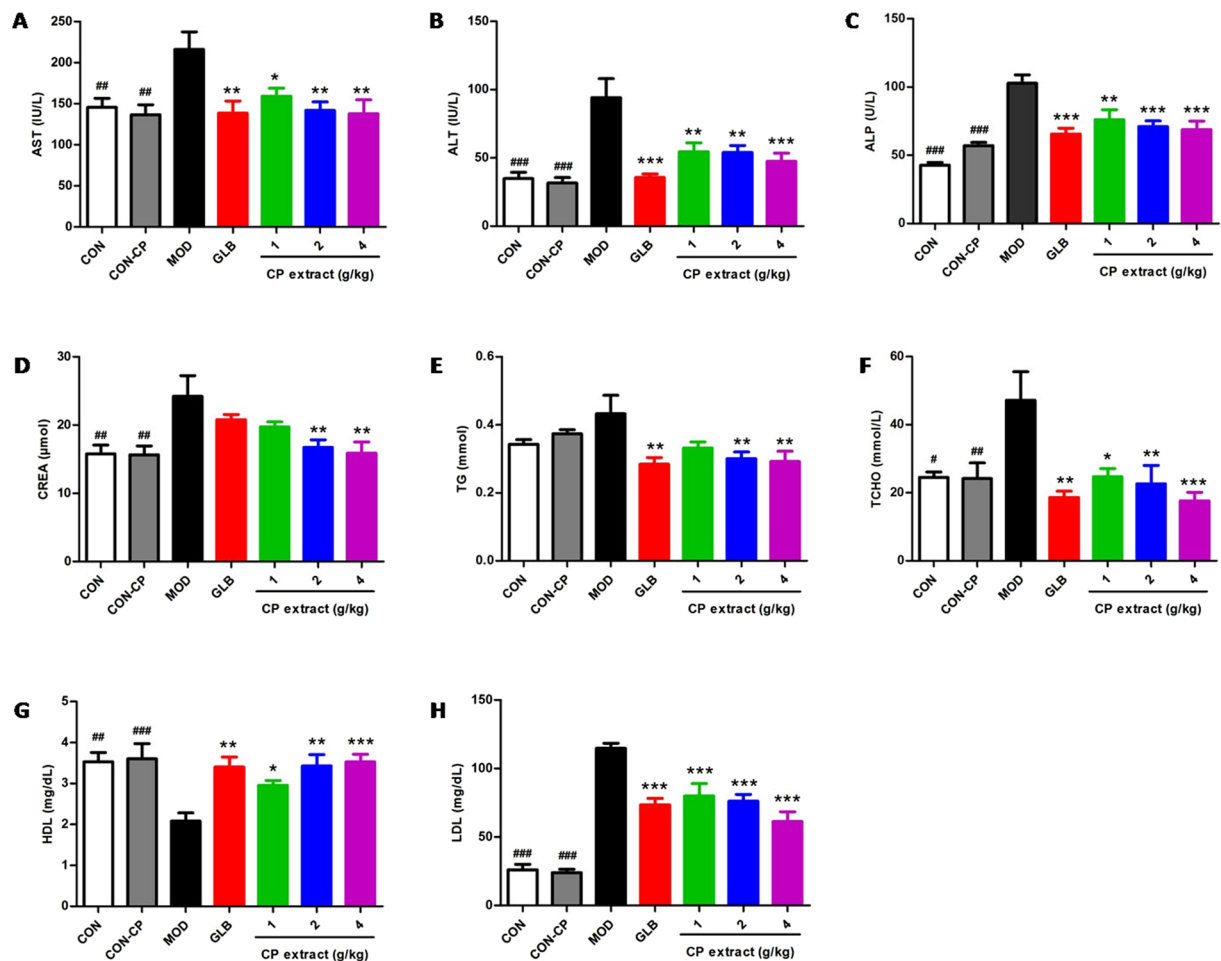 A
AST (IU/L)
250
200
150
100
50
0
## ## ** * ** **
CON CON-CP MOD GLB 1 2 4
CP extract (g/kg)
B
ALT (IU/L)
150
100
50
0
### ### *** ** ** ***
CON CON-CP MOD GLB 1 2 4
CP extract (g/kg)
C
ALP (U/L)
150
100
50
0
### ### *** ** *** ***
CON CON-CP MOD GLB 1 2 4
CP extract (g/kg)
D
CREA (μmol)
30
20
10
0
## ## ** **
CON CON-CP MOD GLB 1 2 4
CP extract (g/kg)
E
TG (mmol)
0.6
0.4
0.2
0.0
** ** **
CON CON-CP MOD GLB 1 2 4
CP extract (g/kg)
F
TCHO (mmol/L)
60
40
20
0
# ## ** * ** ***
CON CON-CP MOD GLB 1 2 4
CP extract (g/kg)
G
HDL (mg/dL)
5
4
3
2
1
0
## ### ** * ** ***
CON CON-CP MOD GLB 1 2 4
CP extract (g/kg)
H
LDL (mg/dL)
150
100
50
0
### ### *** *** *** ***
CON CON-CP MOD GLB 1 2 4
CP extract (g/kg)